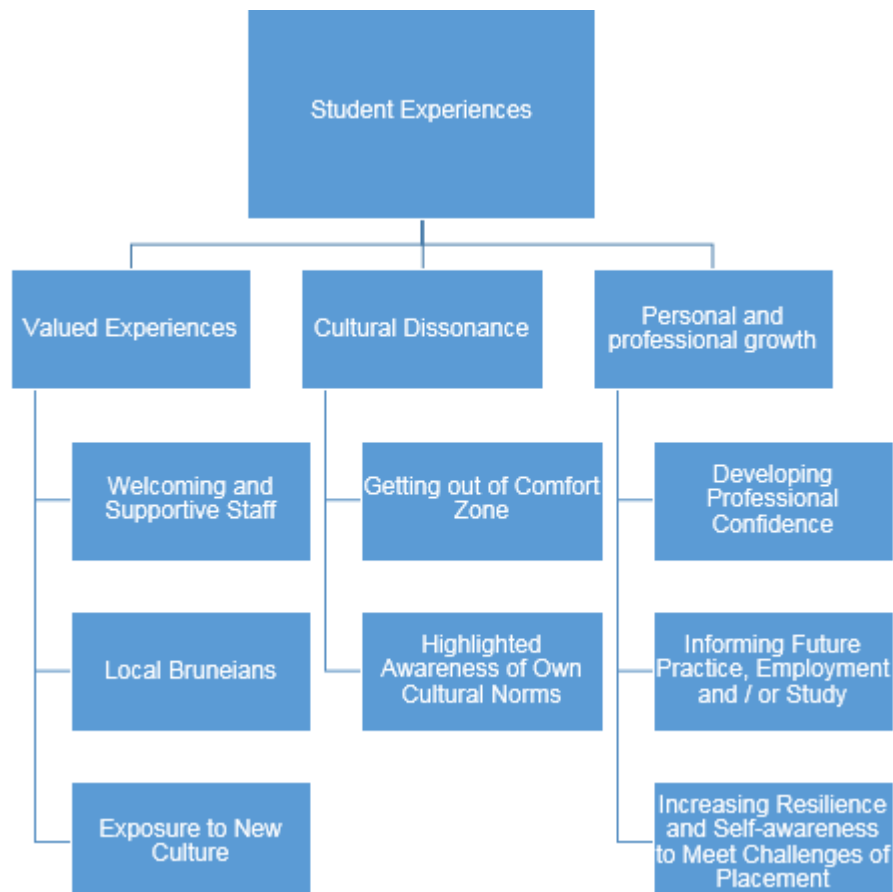 Student Experiences
Valued Experiences
Cultural Dissonance
Personal and
professional growth
Welcoming and
Supportive Staff
Local Bruneians
Exposure to New
Culture
Getting out of Comfort
Zone
Highlighted
Awareness of Own
Cultural Norms
Developing
Professional
Confidence
Informing Future
Practice, Employment
and / or Study
Increasing Resilience
and Self-awareness
to Meet Challenges of
Placement